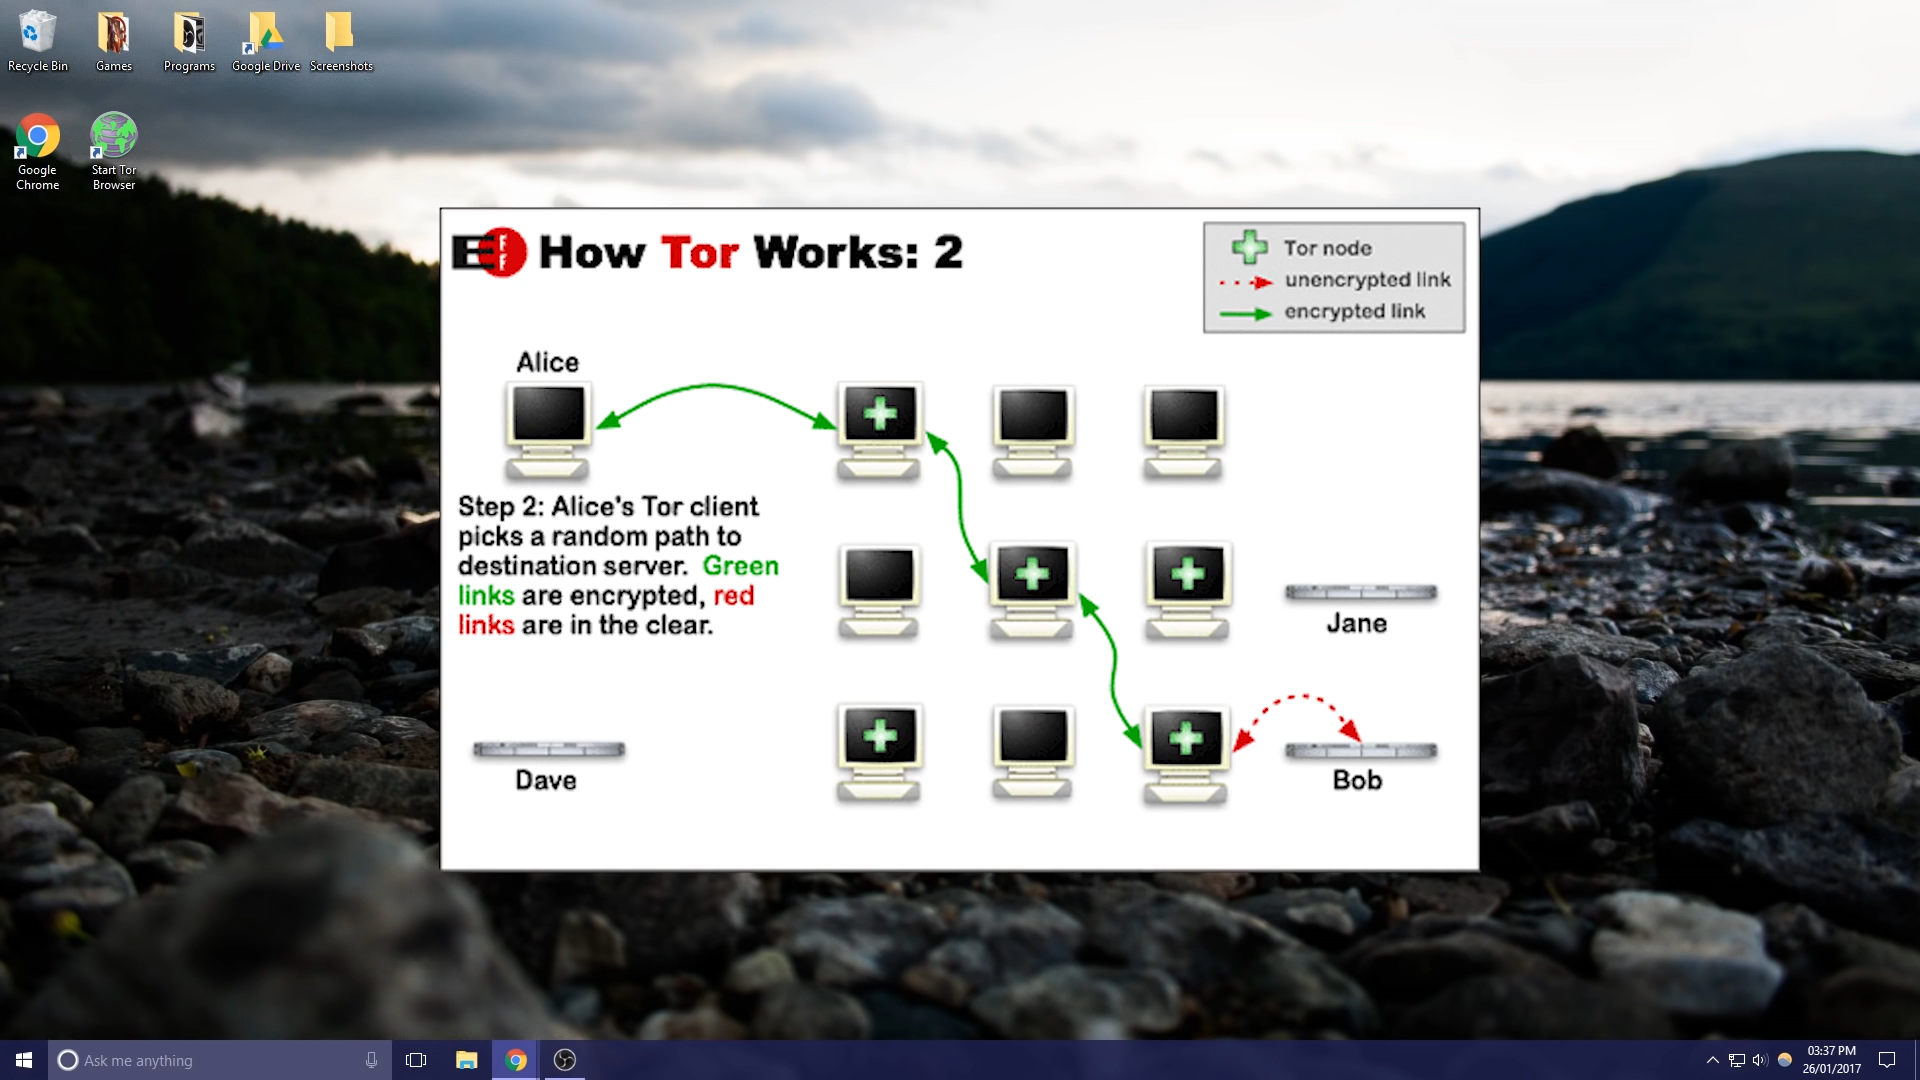 Recycle Bin
Games
Programs
Google Drive
Screenshots
Google
Chrome
Start Tor
Browser
EFF How Tor Works: 2
Tor node
unencrypted link
encrypted link
Alice
Step 2: Alice's Tor client
picks a random path to
destination server. Green
links are encrypted, red
links are in the clear.
Jane
Dave
Bob
Ask me anything
03:37 PM
26/01/2017